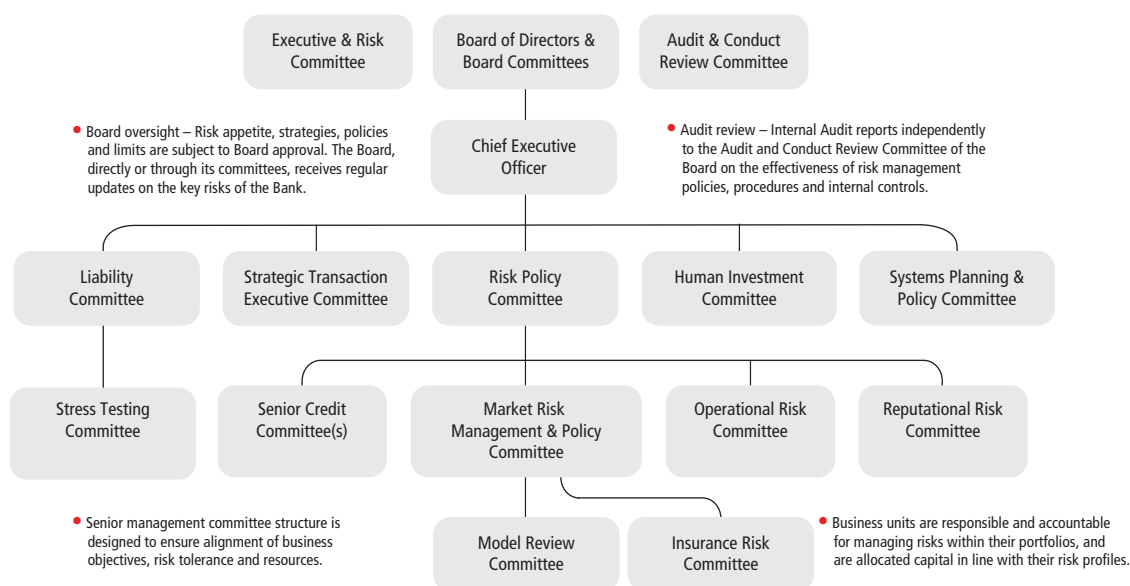 Executive & Risk
Committee
Board of Directors &
Board Committees
Audit & Conduct
Review Committee
• Board oversight – Risk appetite, strategies, policies
and limits are subject to Board approval. The Board,
directly or through its committees, receives regular
updates on the key risks of the Bank.
Chief Executive
Officer
• Audit review – Internal Audit reports independently
to the Audit and Conduct Review Committee of the
Board on the effectiveness of risk management
policies, procedures and internal controls.
Liability
Committee
Strategic Transaction
Executive Committee
Risk Policy
Committee
Human Investment
Committee
Systems Planning &
Policy Committee
Stress Testing
Committee
Senior Credit
Committee(s)
Market Risk
Management & Policy
Committee
Operational Risk
Committee
Reputational Risk
Committee
• Senior management committee structure is
designed to ensure alignment of business
objectives, risk tolerance and resources.
Model Review
Committee
Insurance Risk
Committee
• Business units are responsible and accountable
for managing risks within their portfolios, and
are allocated capital in line with their risk profiles.